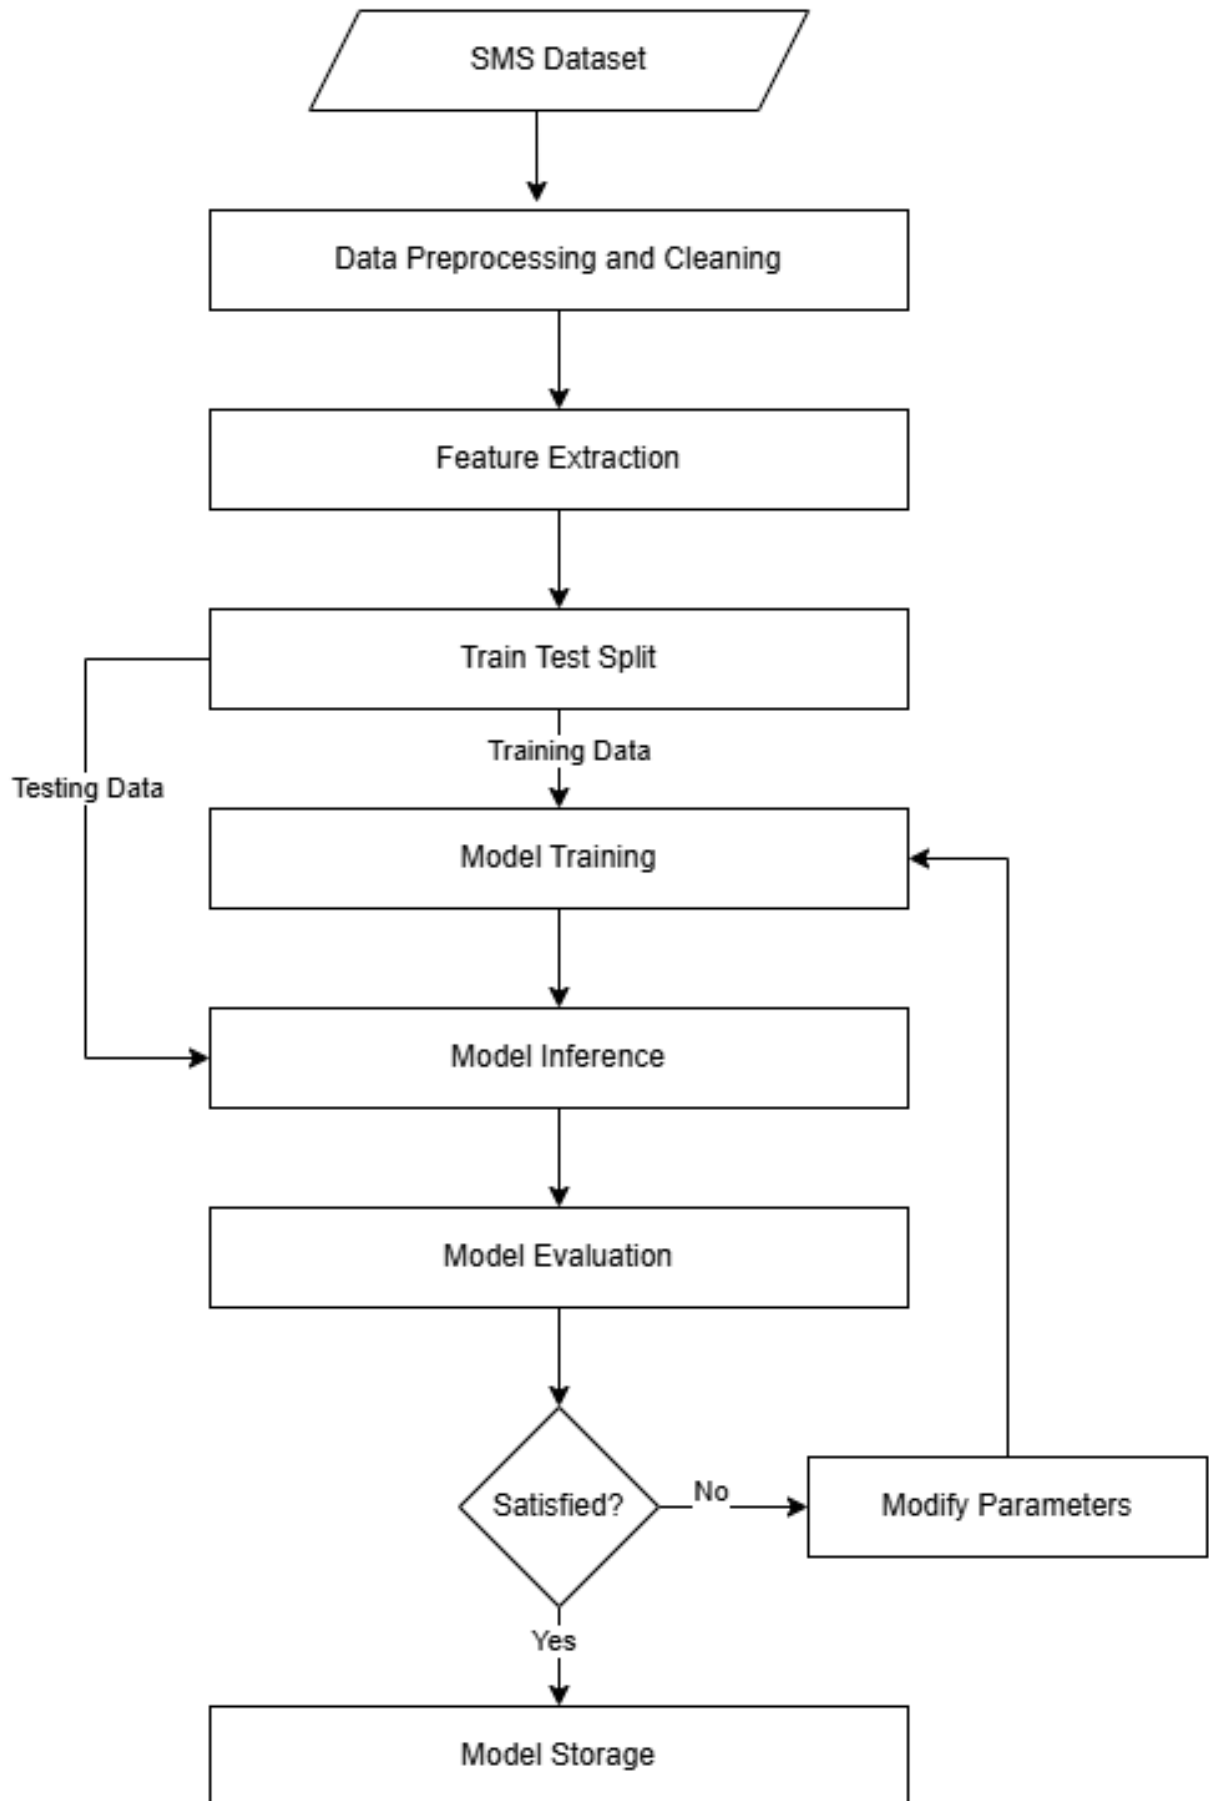 SMS Dataset
Data Preprocessing and Cleaning
Feature Extraction
Train Test Split
Training Data
Testing Data
Model Training
Model Inference
Model Evaluation
Satisfied?
No
Modify Parameters
Yes
Model Storage